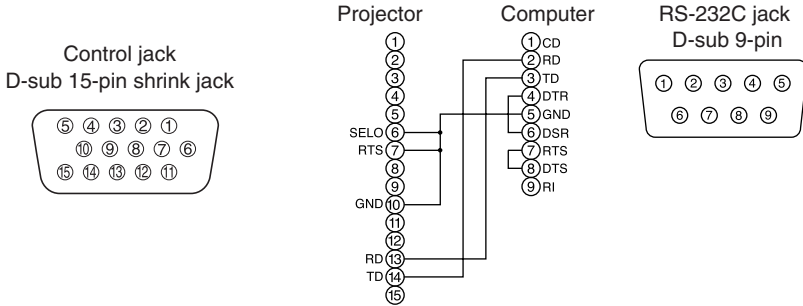 Control jack
D-sub 15-pin shrink jack
⑤ ④ ③ ② ①
⑩ ⑨ ⑧ ⑦ ⑥
⑮ ⑭ ⑬ ⑫ ⑪
Projector
①
②
③
④
⑤
SELO ⑥
RTS ⑦
⑧
⑨
GND ⑩
⑪
⑫
RD ⑬
TD ⑭
⑮
Computer
① CD
② RD
③ TD
④ DTR
⑤ GND
⑥ DSR
⑦ RTS
⑧ DTS
⑨ RI
RS-232C jack
D-sub 9-pin
① ② ③ ④ ⑤
⑥ ⑦ ⑧ ⑨